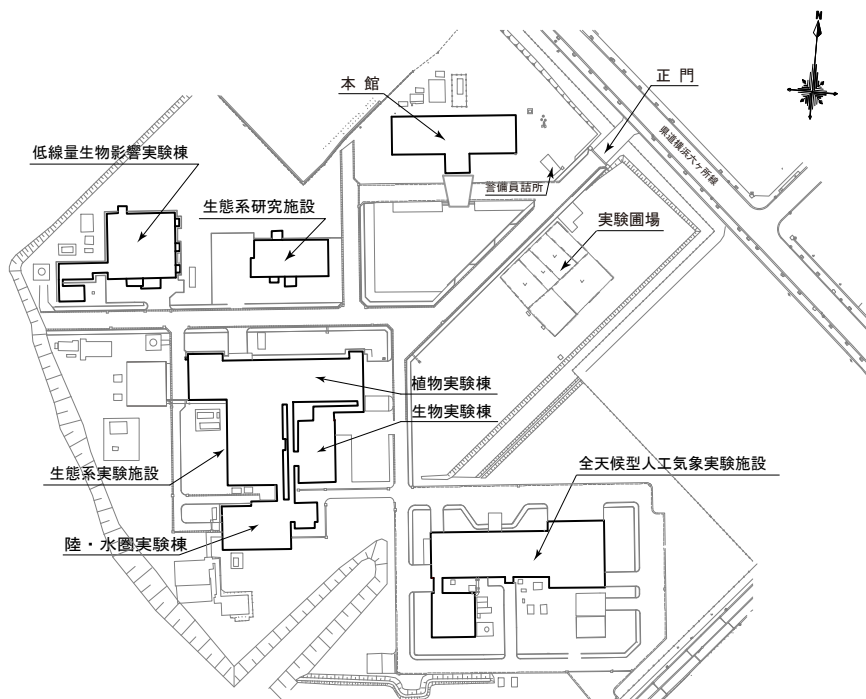 N
正門
本館
県道横浜六ヶ所線
低線量生物影響実験棟
警備員詰所
生態系研究施設
実験圃場
植物実験棟
生物実験棟
全天候型人工気象実験施設
生態系実験施設
陸・水圏実験棟